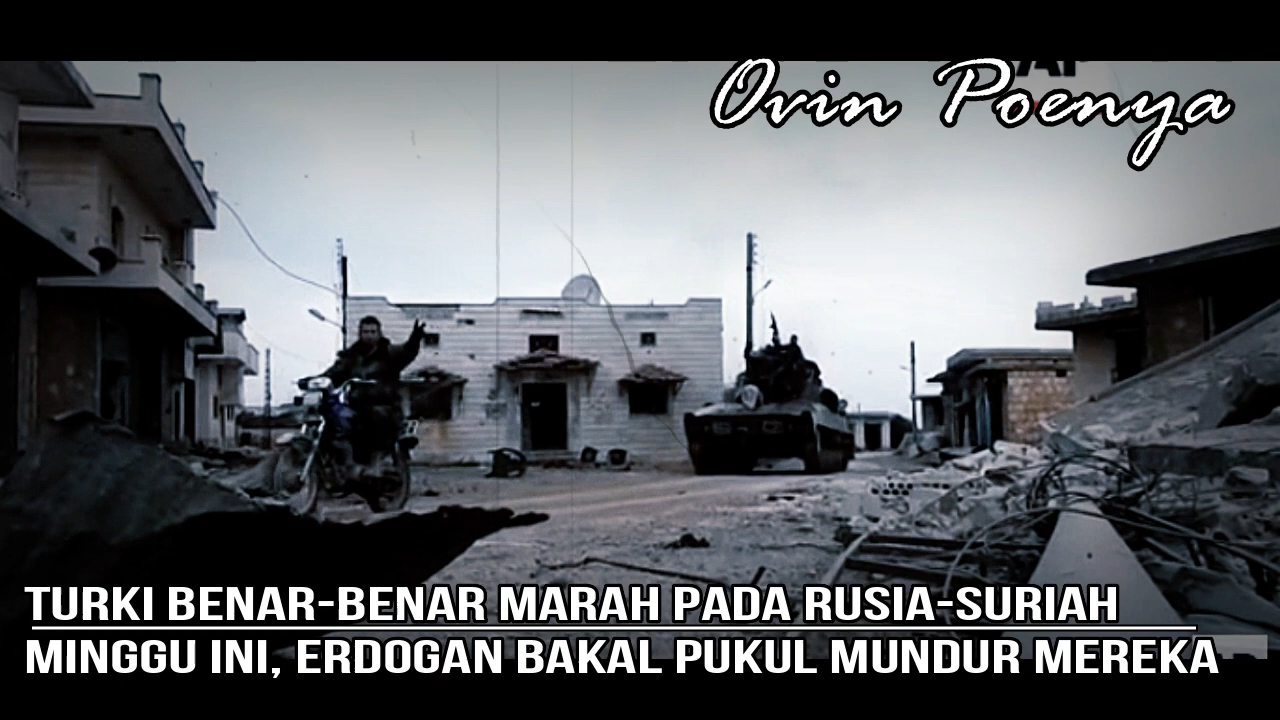 Ovin Poenya
TURKI BENAR-BENAR MARAH PADA RUSIA-SURIAH
MINGGU INI, ERDOGAN BAKAL PUKUL MUNDUR MEREKA